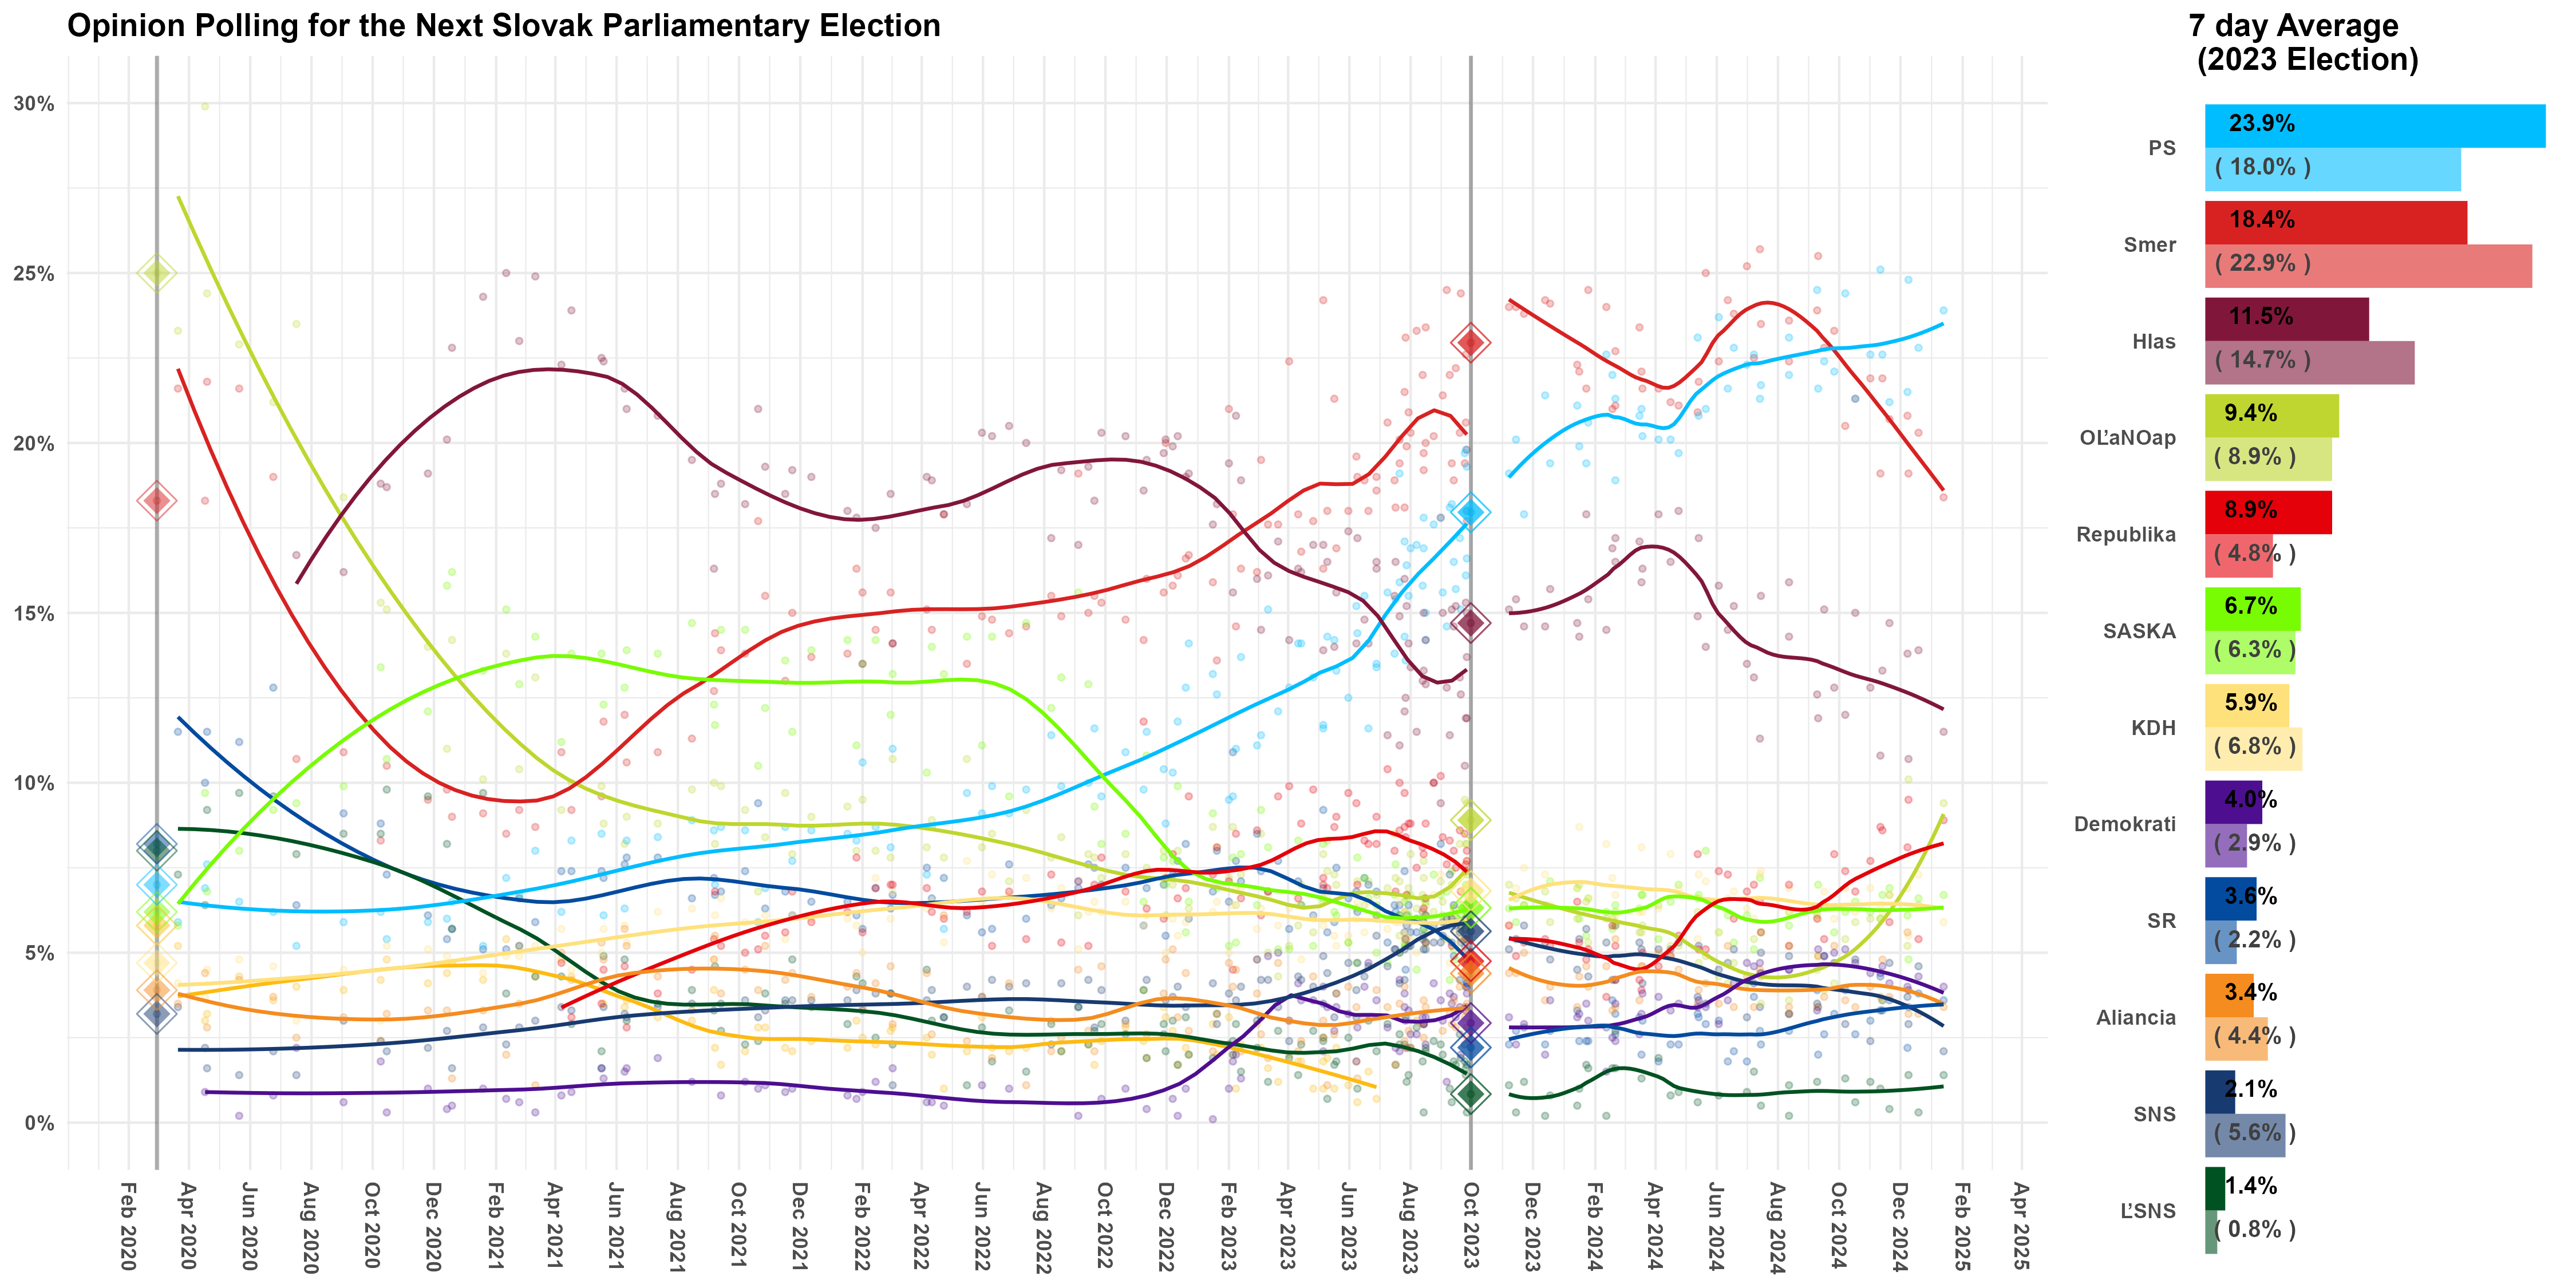 Opinion Polling for the Next Slovak Parliamentary Election
7 day Average
(2023 Election)
30%
25%
20%
15%
10%
5%
0%
Feb 2020
Apr 2020
Jun 2020
Aug 2020
Oct 2020
Dec 2020
Feb 2021
Apr 2021
Jun 2021
Aug 2021
Oct 2021
Dec 2021
Feb 2022
Apr 2022
Jun 2022
Aug 2022
Oct 2022
Dec 2022
Feb 2023
Apr 2023
Jun 2023
Aug 2023
Oct 2023
Dec 2023
Feb 2024
Apr 2024
Jun 2024
Aug 2024
Oct 2024
Dec 2024
Feb 2025
Apr 2025
PS
23.9%
( 18.0% )
Smer
18.4%
( 22.9% )
Hlas
11.5%
( 14.7% )
OĽaNOap
9.4%
( 8.9% )
Republika
8.9%
( 4.8% )
SASKA
6.7%
( 6.3% )
KDH
5.9%
( 6.8% )
Demokrati
4.0%
( 2.9% )
SR
3.6%
( 2.2% )
Aliancia
3.4%
( 4.4% )
SNS
2.1%
( 5.6% )
ĽSNS
1.4%
( 0.8% )